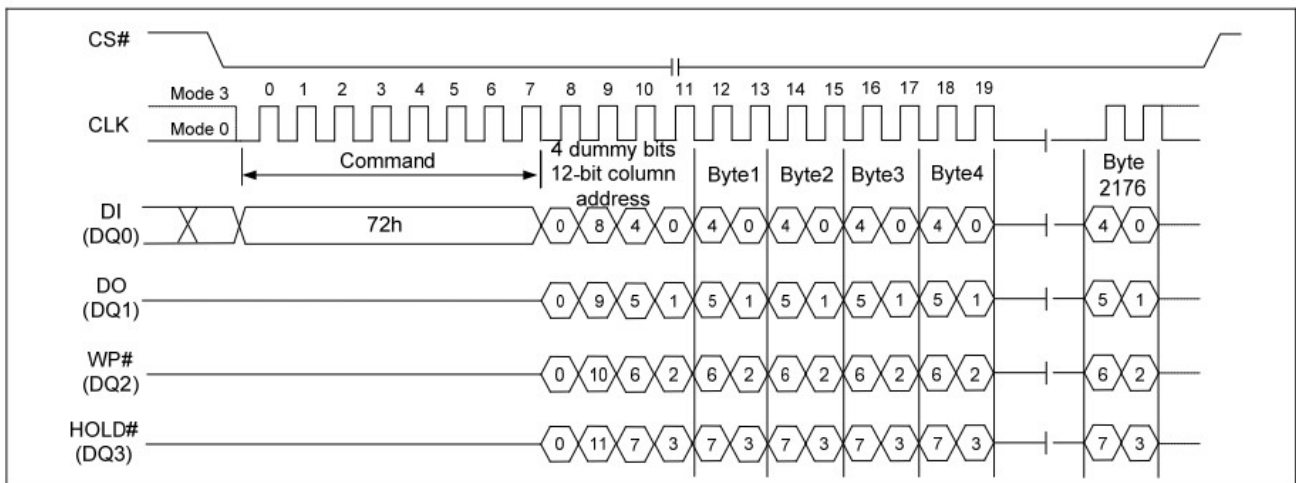 CS#
Mode 3 0 1 2 3 4 5 6 7 8 9 10 11 12 13 14 15 16 17 18 19
CLK
Mode 0
Command
4 dummy bits
12-bit column
address
Byte1 Byte2 Byte3 Byte4
Byte
2176
DI
(DQ0)
72h 0 8 4 0 4 0 4 0 4 0 4 0 4 0
DO
(DQ1)
0 9 5 1 5 1 5 1 5 1 5 1 5 1
WP#
(DQ2)
0 10 6 2 6 2 6 2 6 2 6 2 6 2
HOLD#
(DQ3)
0 11 7 3 7 3 7 3 7 3 7 3 7 3